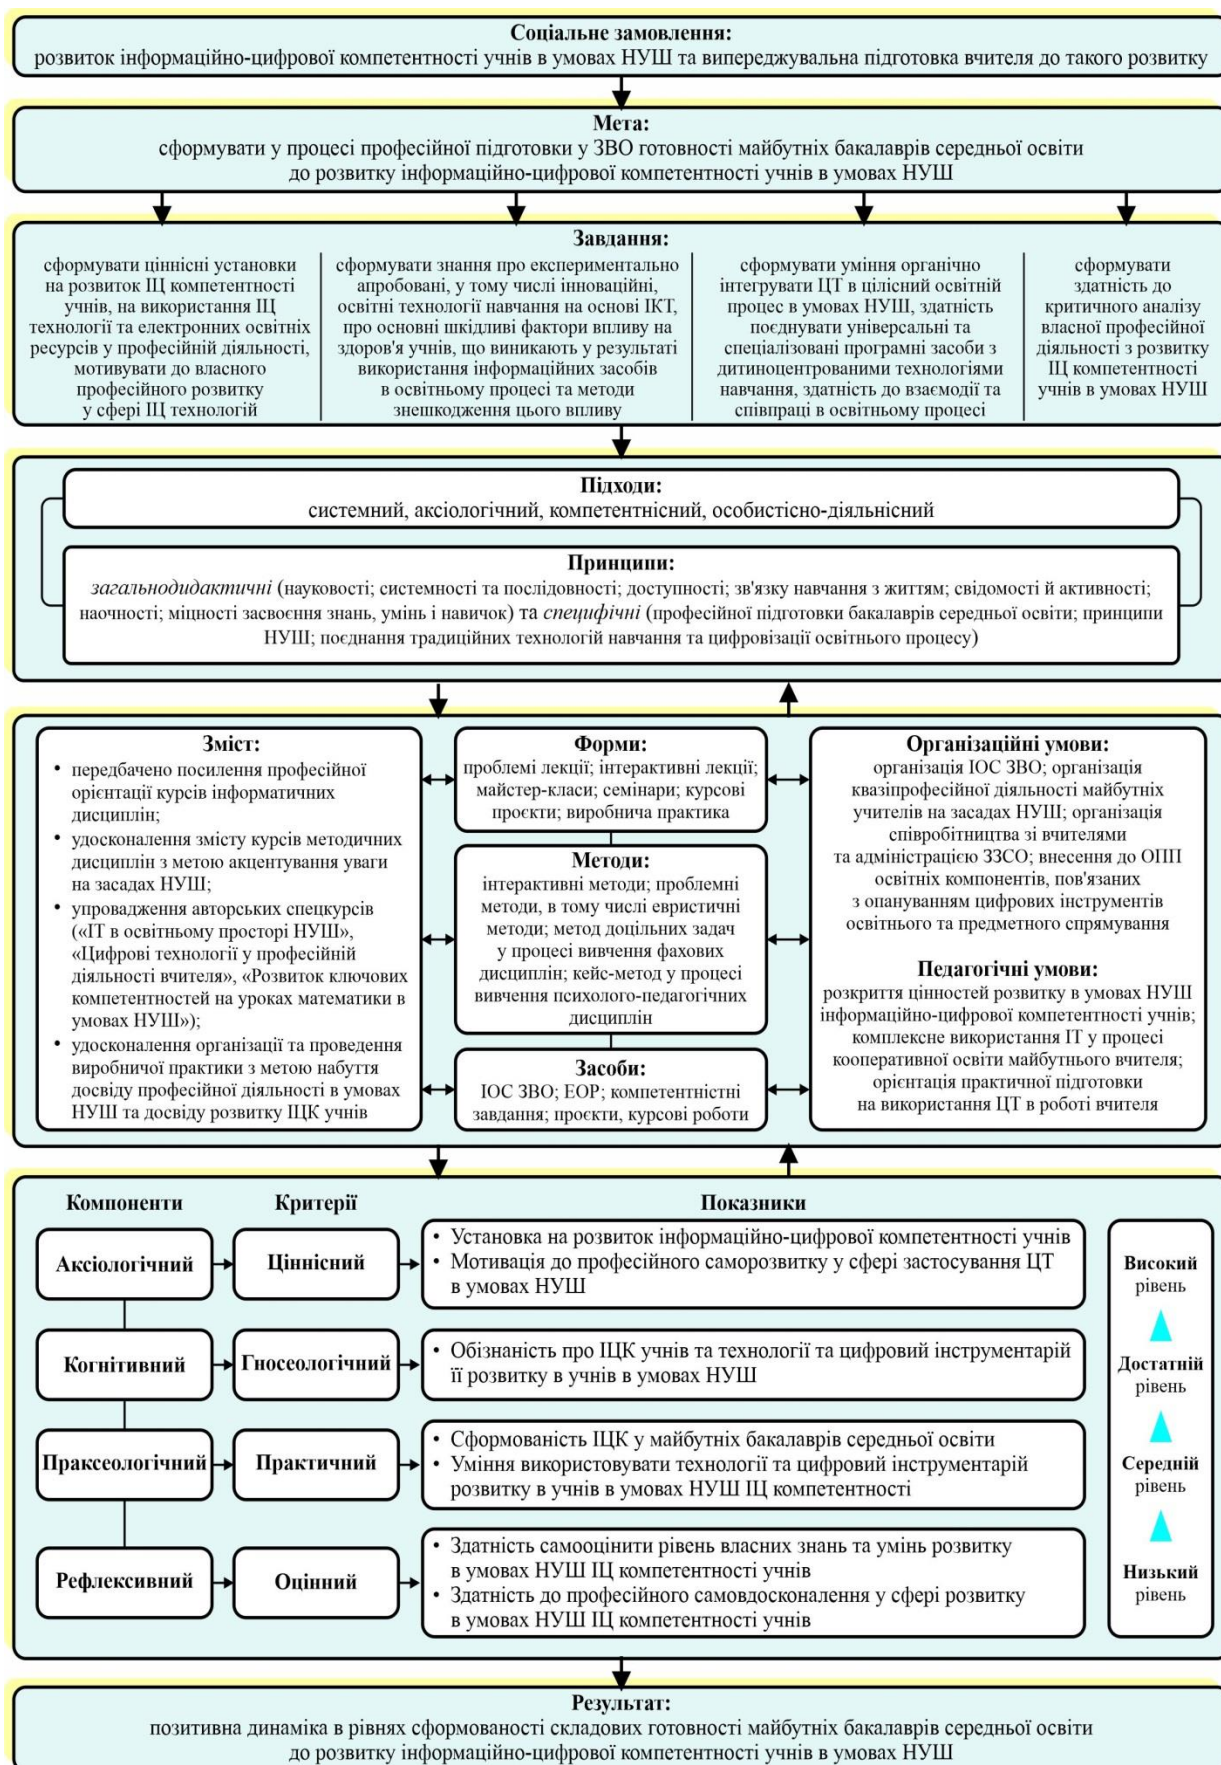 Соціальне замовлення:
розвиток інформаційно-цифрової компетентності учнів в умовах НУШ та випереджувальна підготовка вчителя до такого розвитку
Мета:
сформувати у процесі професійної підготовки у ЗВО готовності майбутніх бакалаврів середньої освіти
до розвитку інформаційно-цифрової компетентності учнів в умовах НУШ
Завдання:
сформувати ціннісні установки
на розвиток ІЦ компетентності
учнів, на використання ІЦ
технології та електронних освітніх
ресурсів у професійній діяльності,
мотивувати до власного
професійного розвитку
у сфері ІЦ технологій
сформувати знання про експериментально
апробовані, у тому числі інноваційні,
освітні технології навчання на основі ІКТ,
про основні шкідливі фактори впливу на
здоров'я учнів, що виникають у результаті
використання інформаційних засобів
в освітньому процесі та методи
знешкодження цього впливу
сформувати уміння органічно
інтегрувати ЦТ в цілісний освітній
процес в умовах НУШ, здатність
поєднувати універсальні та
спеціалізовані програмні засоби з
дитиноцентрованими технологіями
навчання, здатність до взаємодії та
співпраці в освітньому процесі
сформувати
здатність до
критичного аналізу
власної професійної
діяльності з розвитку
ІЦ компетентності
учнів в умовах НУШ
Підходи:
системний, аксіологічний, компетентнісний, особистісно-діяльнісний
Принципи:
загальнодидактичні (науковості; системності та послідовності; доступності; зв'язку навчання з життям; свідомості й активності;
наочності; міцності засвоєння знань, умінь і навичок) та специфічні (професійної підготовки бакалаврів середньої освіти; принципи
НУШ; поєднання традиційних технологій навчання та цифровізації освітнього процесу)
Зміст:
• передбачено посилення професійної
орієнтації курсів інформатичних
дисциплін;
• удосконалення змісту курсів методичних
дисциплін з метою акцентування уваги
на засадах НУШ;
• упровадження авторських спецкурсів
(«ІТ в освітньому просторі НУШ»,
«Цифрові технології у професійній
діяльності вчителя», «Розвиток ключових
компетентностей на уроках математики в
умовах НУШ»);
• удосконалення організації та проведення
виробничої практики з метою набуття
досвіду професійної діяльності в умовах
НУШ та досвіду розвитку ІЦК учнів
Форми:
проблемі лекції; інтерактивні лекції;
майстер-класи; семінари; курсові
проєкти; виробнича практика
Методи:
інтерактивні методи; проблемні
методи, в тому числі евристичні
методи; метод доцільних задач
у процесі вивчення фахових
дисциплін; кейс-метод у процесі
вивчення психолого-педагогічних
дисциплін
Засоби:
ІОС ЗВО; ЕОР; компетентністні
завдання; проєкти, курсові роботи
Організаційні умови:
організація ІОС ЗВО; організація
квазіпрофесійної діяльності майбутніх
учителів на засадах НУШ; організація
співробітництва зі вчителями
та адміністрацією ЗЗСО; внесення до ОПП
освітніх компонентів, пов'язаних
з опануванням цифрових інструментів
освітнього та предметного спрямування
Педагогічні умови:
розкриття цінностей розвитку в умовах НУШ
інформаційно-цифрової компетентності учнів;
комплексне використання ІТ у процесі
кооперативної освіти майбутнього вчителя;
орієнтація практичної підготовки
на використання ЦТ в роботі вчителя
Компоненти
Критерії
Показники
Аксіологічний
Ціннісний
• Установка на розвиток інформаційно-цифрової компетентності учнів
• Мотивація до професійного саморозвитку у сфері застосування ЦТ
в умовах НУШ
Когнітивний
Гносеологічний
• Обізнаність про ІЦК учнів та технології та цифровий інструментарій
її розвитку в учнів в умовах НУШ
Праксеологічний
Практичний
• Сформованість ІЦК у майбутніх бакалаврів середньої освіти
• Уміння використовувати технології та цифровий інструментарій
розвитку в учнів в умовах НУШ ІЦ компетентності
Рефлексивний
Оцінний
• Здатність самооцінити рівень власних знань та умінь розвитку
в умовах НУШ ІЦ компетентності учнів
• Здатність до професійного самовдосконалення у сфері розвитку
в умовах НУШ ІЦ компетентності учнів
Високий
рівень
Достатній
рівень
Середній
рівень
Низький
рівень
Результат:
позитивна динаміка в рівнях сформованості складових готовності майбутніх бакалаврів середньої освіти
до розвитку інформаційно-цифрової компетентності учнів в умовах НУШ